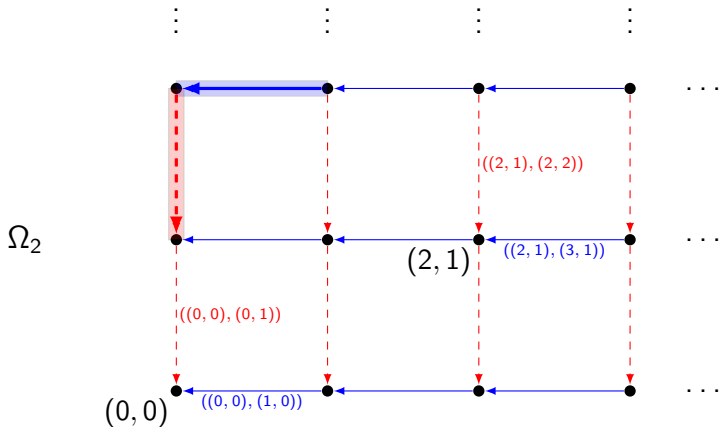 ⋮ ⋮ ⋮ ⋮
⋯
((2, 1), (2, 2))
Ω₂
⋯
(2, 1)
((2, 1), (3, 1))
((0, 0), (0, 1))
⋯
(0, 0)
((0, 0), (1, 0))